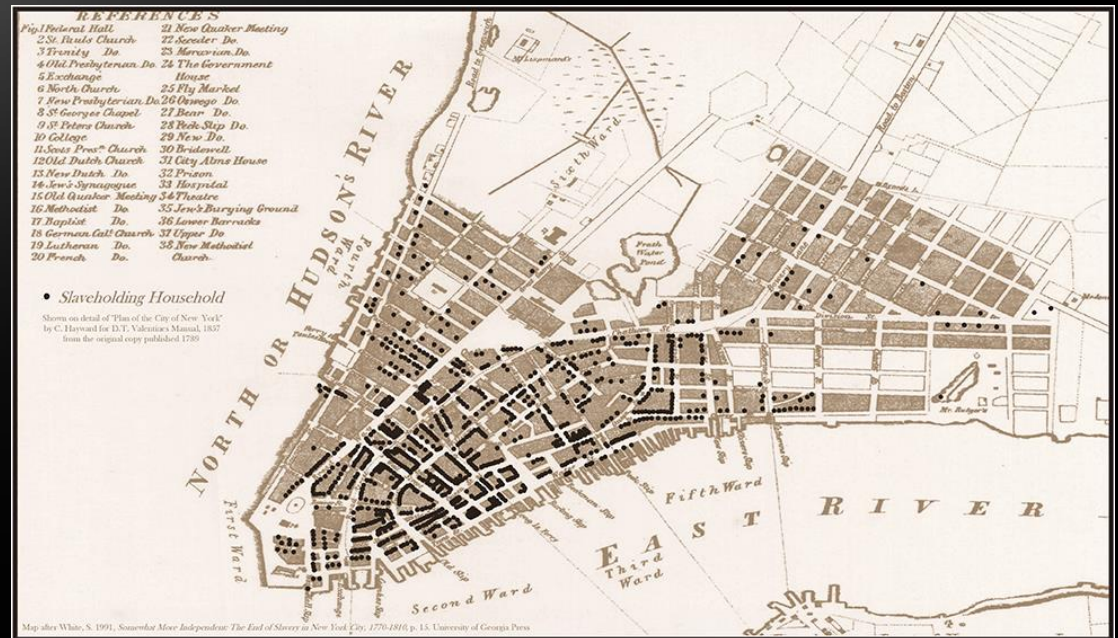 REFERENCES
Fig.1 Federal Hall
2 St. Pauls Church
3 Trinity Do.
4 Old Presbyterian Do.
5 Exchange
6 North Church
7 New Presbyterian Do.
8 St. Georges Chapel
9 St. Peters Church
10 College
11 Scots Presn. Church
12 Old Dutch Church
13 New Dutch Do.
14 Jew's Synagogue
15 Old Quaker Meeting
16 Methodist Do.
17 Baptist Do.
18 German Calt. Church
19 Lutheran Do.
20 French Do.
21 New Quaker Meeting
22 Seceder Do.
23 Moravian Do.
24 The Government
House
25 Fly Market
26 Oswego Do.
27 Bear Do.
28 Peck Slip Do.
29 New Do.
30 Bridewell
31 City Alms House
32 Prison
33 Hospital
34 Theatre
35 Jew's Burying Ground
36 Lower Barracks
37 Upper Do
38 New Methodist
Church.
• Slaveholding Household
Shown on detail of "Plan of the City of New York"
by C. Hayward for D.T. Valentines Manual, 1857
from the original copy published 1789
NORTH OR HUDSON'S RIVER
Road to Greenwich
Sixth Ward
Fourth Ward
Fresh
Water
Pond
Road to Boston
Chatham St
Division St.
Mr. Rutger's
First Ward
Second Ward
Third
Ward
Fifth Ward
EAST RIVER
Map after White, S. 1991, Somewhat More Independent: The End of Slavery in New York City, 1770-1810, p. 15. University of Georgia Press